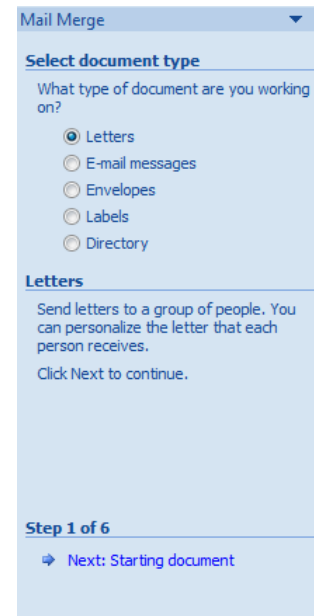 Mail Merge
Select document type
What type of document are you working
on?
Letters
E-mail messages
Envelopes
Labels
Directory
Letters
Send letters to a group of people. You
can personalize the letter that each
person receives.
Click Next to continue.
Step 1 of 6
Next: Starting document